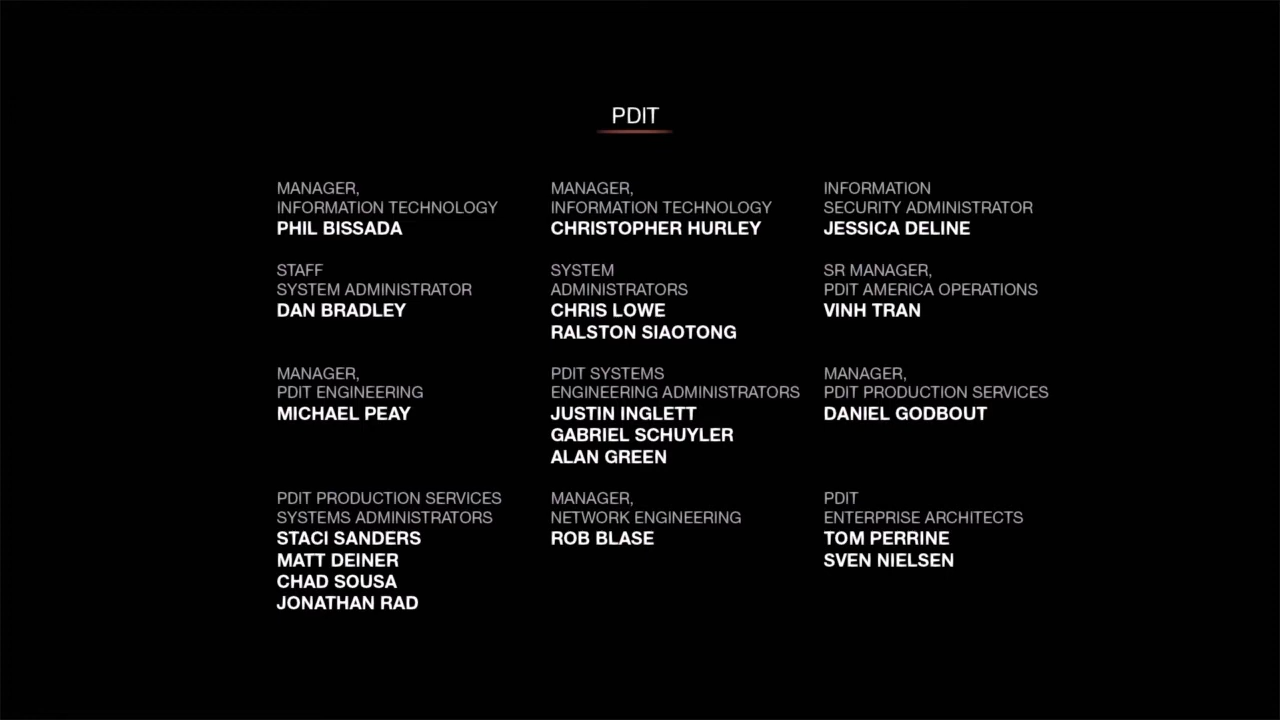 PDIT
MANAGER,
INFORMATION TECHNOLOGY
PHIL BISSADA
MANAGER,
INFORMATION TECHNOLOGY
CHRISTOPHER HURLEY
INFORMATION
SECURITY ADMINISTRATOR
JESSICA DELINE
STAFF
SYSTEM ADMINISTRATOR
DAN BRADLEY
SYSTEM
ADMINISTRATORS
CHRIS LOWE
RALSTON SIAOTONG
SR MANAGER,
PDIT AMERICA OPERATIONS
VINH TRAN
MANAGER,
PDIT ENGINEERING
MICHAEL PEAY
PDIT SYSTEMS
ENGINEERING ADMINISTRATORS
JUSTIN INGLETT
GABRIEL SCHUYLER
ALAN GREEN
MANAGER,
PDIT PRODUCTION SERVICES
DANIEL GODBOUT
PDIT PRODUCTION SERVICES
SYSTEMS ADMINISTRATORS
STACI SANDERS
MATT DEINER
CHAD SOUSA
JONATHAN RAD
MANAGER,
NETWORK ENGINEERING
ROB BLASE
PDIT
ENTERPRISE ARCHITECTS
TOM PERRINE
SVEN NIELSEN